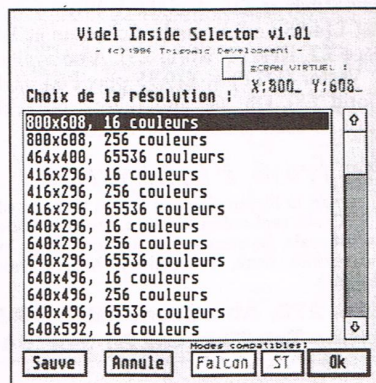 Videl Inside Selector v1.01
- (c)1996 Trisomic Development -
ECRAN VIRTUEL :
Choix de la résolution : X:800_ Y:608_
800x608, 16 couleurs
800x608, 256 couleurs
464x400, 65536 couleurs
416x296, 16 couleurs
416x296, 256 couleurs
416x296, 65536 couleurs
640x296, 16 couleurs
640x296, 256 couleurs
640x296, 65536 couleurs
640x496, 16 couleurs
640x496, 256 couleurs
640x496, 65536 couleurs
640x592, 16 couleurs
Modes compatibles:
Sauve Annule Falcon ST Ok